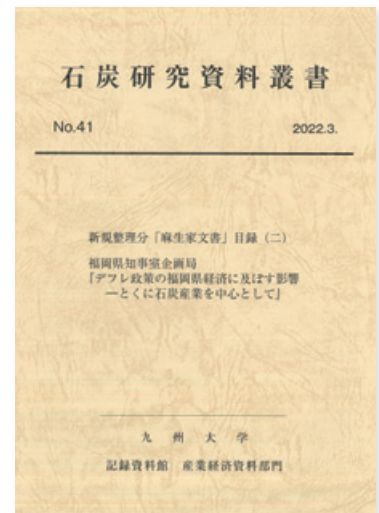 石炭研究資料叢書
No.41 2022.3.
新規整理分「麻生家文書」目録（二）
福岡県知事室企画局
『デフレ政策の福岡県経済に及ぼす影響
―とくに石炭産業を中心として』
九州大学
記録資料館 産業経済資料部門